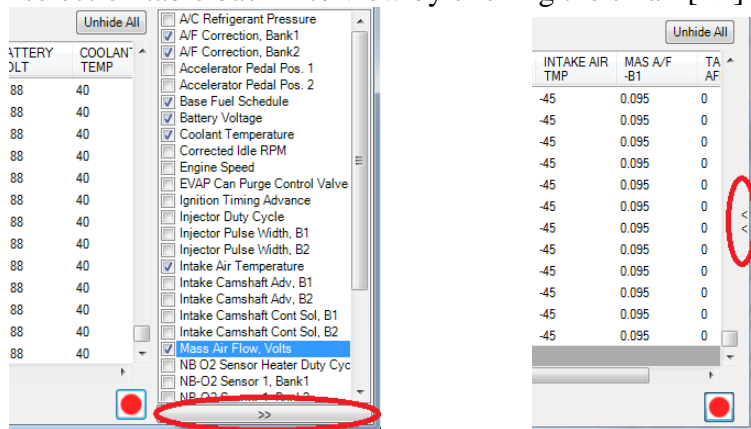 Unhide All
COOLANT
TEMP
88 40
88 40
88 40
88 40
88 40
88 40
88 40
88 40
88 40
88 40
88 40
88 40
88 40
A/C Refrigerant Pressure
A/F Correction, Bank1
A/F Correction, Bank2
Accelerator Pedal Pos. 1
Accelerator Pedal Pos. 2
Base Fuel Schedule
Battery Voltage
Coolant Temperature
Corrected Idle RPM
Engine Speed
EVAP Can Purge Control Valve
Ignition Timing Advance
Injector Duty Cycle
Injector Pulse Width, B1
Injector Pulse Width, B2
Intake Air Temperature
Intake Camshaft Adv, B1
Intake Camshaft Adv, B2
Intake Camshaft Cont Sol, B1
Intake Camshaft Cont Sol, B2
Mass Air Flow, Volts
NB O2 Sensor Heater Duty Cyc
NB-O2 Sensor 1, Bank1
>>
Unhide All
INTAKE AIR MAS A/F TA
TMP -B1 AF
-45 0.095 0
-45 0.095 0
-45 0.095 0
-45 0.095 0
-45 0.095 0
-45 0.095 0
-45 0.095 0
-45 0.095 0
-45 0.095 0
-45 0.095 0
-45 0.095 0
-45 0.095 0
<
<